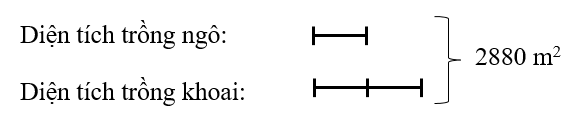 Diện tích trồng ngô:
2880 m²
Diện tích trồng khoai: